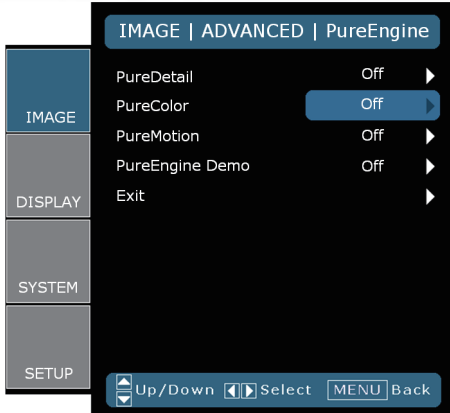 IMAGE | ADVANCED | PureEngine
IMAGE
DISPLAY
SYSTEM
SETUP
PureDetail Off
PureColor Off
PureMotion Off
PureEngine Demo Off
Exit
Up/Down Select MENU Back